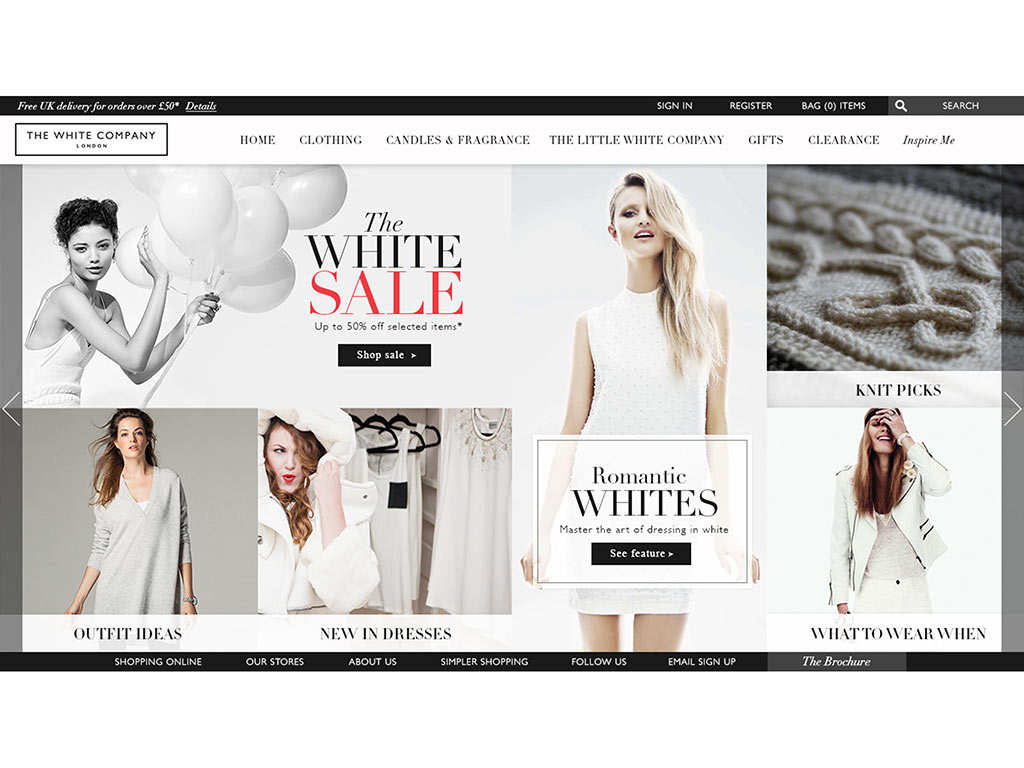 Free UK delivery for orders over £50* Details
SIGN IN
REGISTER
BAG (0) ITEMS
SEARCH
THE WHITE COMPANY
LONDON
HOME
CLOTHING
CANDLES & FRAGRANCE
THE LITTLE WHITE COMPANY
GIFTS
CLEARANCE
Inspire Me
The
WHITE
SALE
Up to 50% off selected items*
Shop sale
Romantic
WHITES
Master the art of dressing in white
See feature
KNIT PICKS
OUTFIT IDEAS
NEW IN DRESSES
WHAT TO WEAR WHEN
SHOPPING ONLINE
OUR STORES
ABOUT US
SIMPLER SHOPPING
FOLLOW US
EMAIL SIGN UP
The Brochure